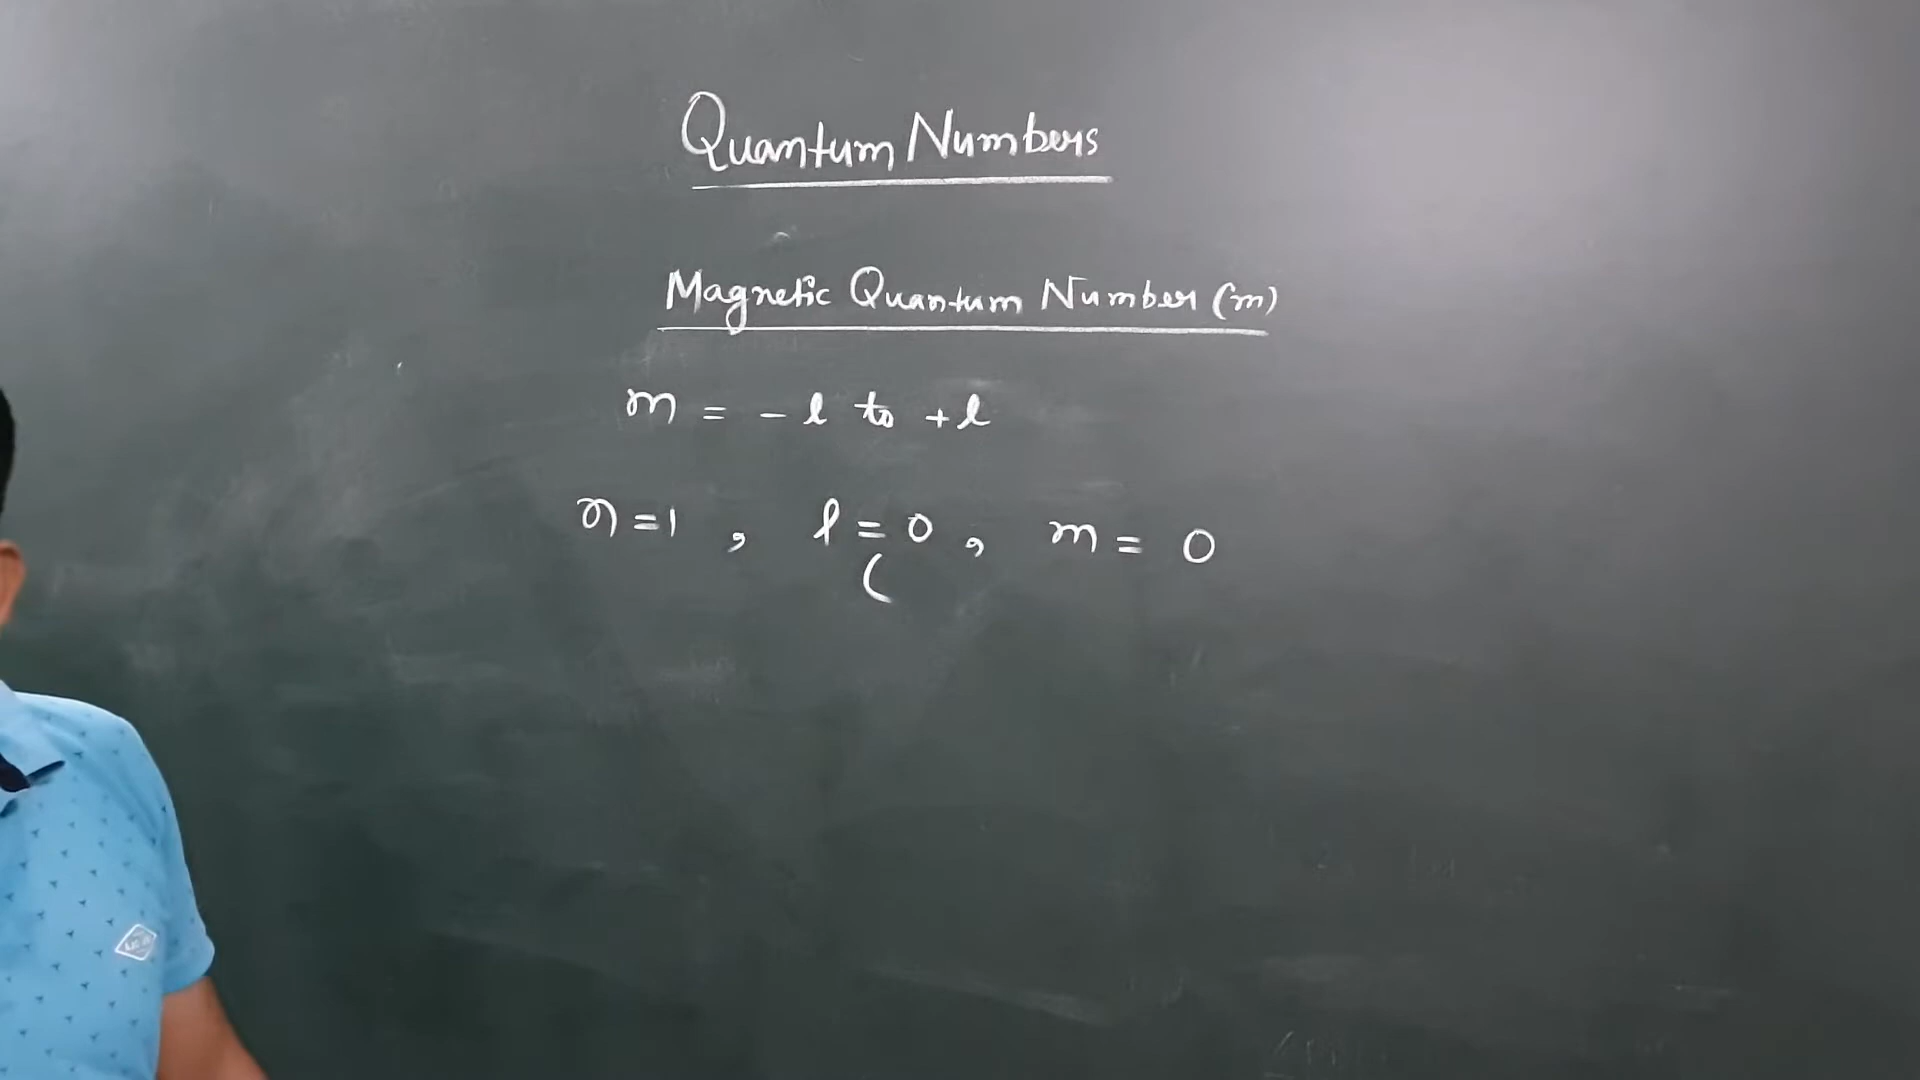 Quantum Numbers
Magnetic Quantum Number (m)
m = - l to + l
n = 1 , l = 0 , m = 0
(